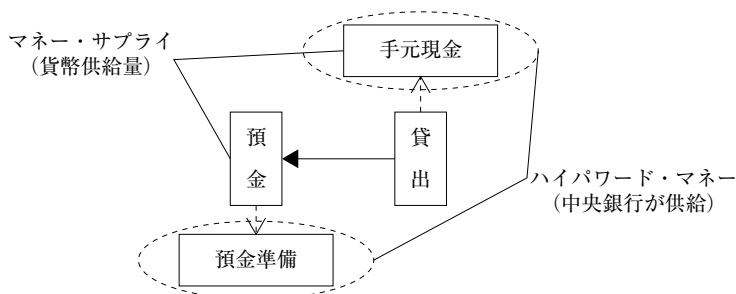 マネー・サプライ
（貨幣供給量）
手元現金
預金
貸出
ハイパワード・マネー
（中央銀行が供給）
預金準備